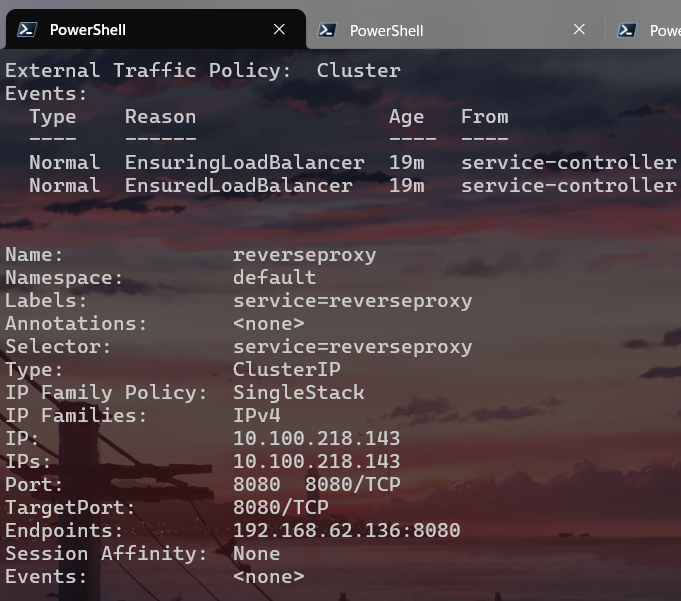 PowerShell
PowerShell
Powe
External Traffic Policy:  Cluster
Events:
  Type    Reason                Age   From
  ----    ------                ----  ----
  Normal  EnsuringLoadBalancer  19m   service-controller
  Normal  EnsuredLoadBalancer   19m   service-controller
Name:              reverseproxy
Namespace:         default
Labels:            service=reverseproxy
Annotations:       <none>
Selector:          service=reverseproxy
Type:              ClusterIP
IP Family Policy:  SingleStack
IP Families:       IPv4
IP:                10.100.218.143
IPs:               10.100.218.143
Port:              8080  8080/TCP
TargetPort:        8080/TCP
Endpoints:         192.168.62.136:8080
Session Affinity:  None
Events:            <none>